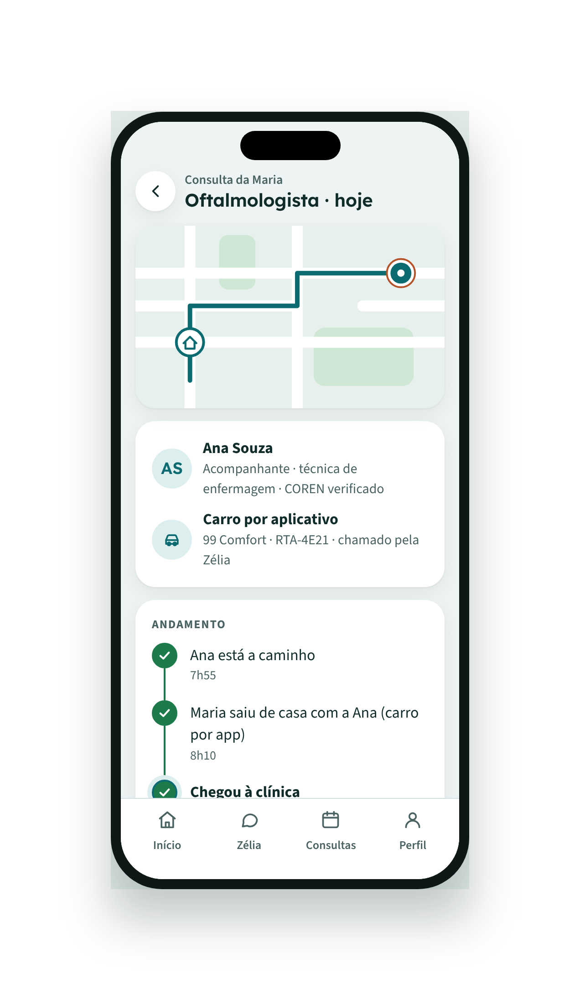 Consulta da Maria
Oftalmologista · hoje
Ana Souza
AS
Acompanhante · técnica de
enfermagem · COREN verificado
Carro por aplicativo
99 Comfort · RTA-4E21 · chamado pela
Zélia
ANDAMENTO
Ana está a caminho
7h55
Maria saiu de casa com a Ana (carro
por app)
8h10
Chegou à clínica
Início
Zélia
Consultas
Perfil